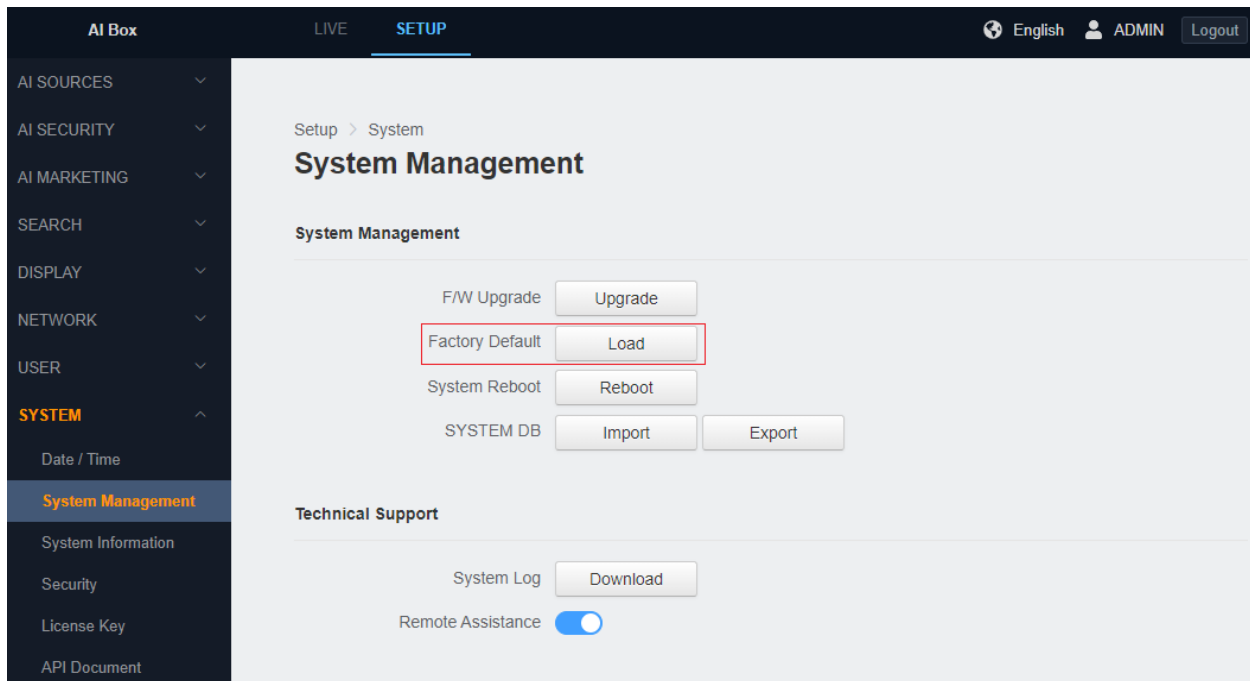 AI Box
LIVE
SETUP
English
ADMIN
Logout
AI SOURCES
AI SECURITY
AI MARKETING
SEARCH
DISPLAY
NETWORK
USER
SYSTEM
Date / Time
System Management
System Information
Security
License Key
API Document
Setup > System
System Management
System Management
F/W Upgrade Upgrade
Factory Default Load
System Reboot Reboot
SYSTEM DB Import Export
Technical Support
System Log Download
Remote Assistance